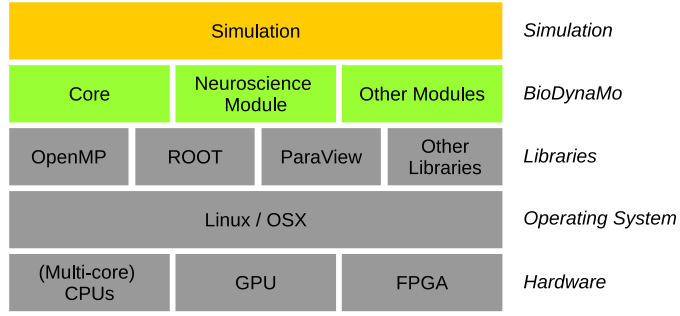 Simulation
Simulation
Core
Neuroscience
Module
Other Modules
BioDynaMo
OpenMP
ROOT
ParaView
Other
Libraries
Libraries
Linux / OSX
Operating System
(Multi-core)
CPUs
GPU
FPGA
Hardware